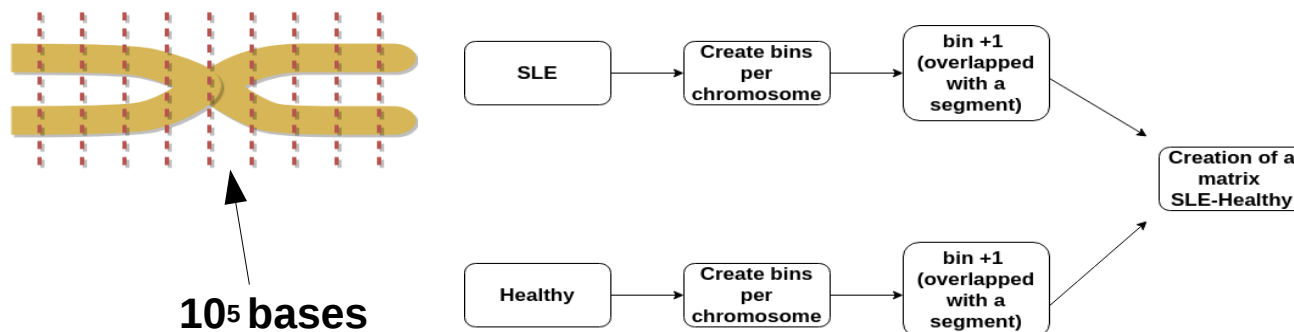 SLE
Create bins
per
chromosome
bin +1
(overlapped
with a
segment)
Creation of a
matrix
SLE-Healthy
Healthy
Create bins
per
chromosome
bin +1
(overlapped
with a
segment)
10⁵ bases